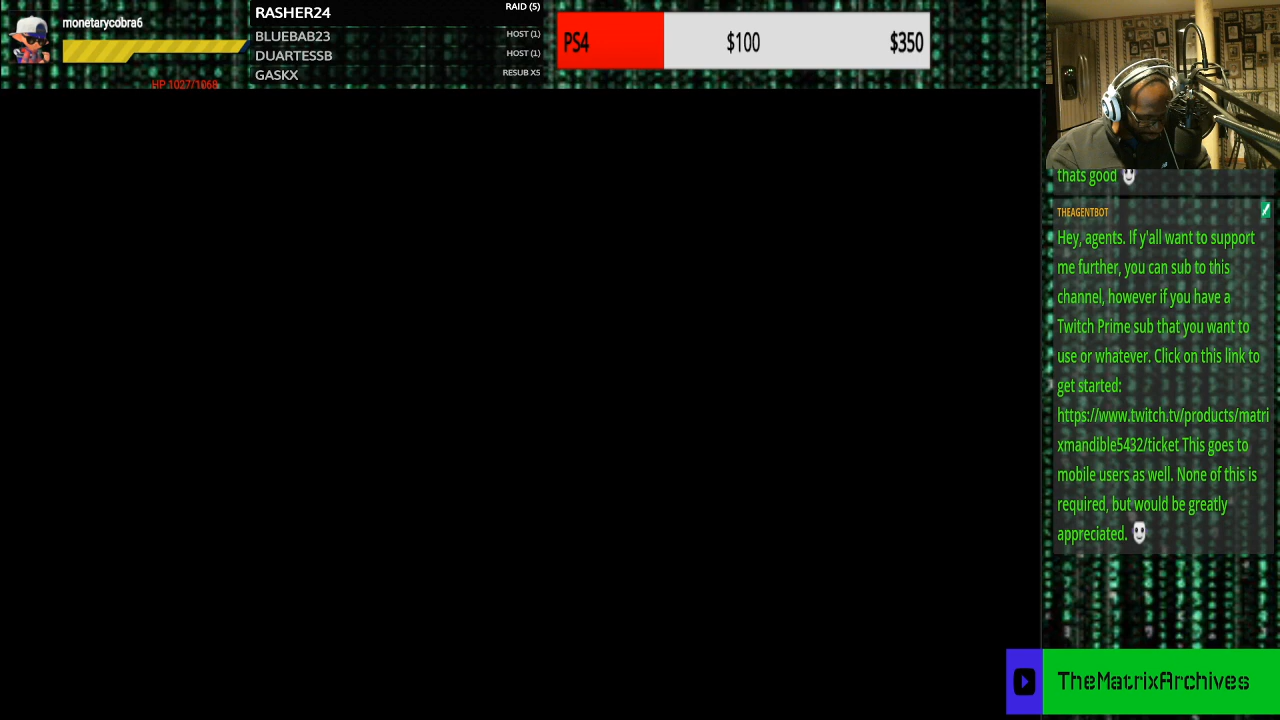 monetarycobra6
HP 1027/1068
RASHER24 RAID (5)
BLUEBAB23 HOST (1)
DUARTESSB HOST (1)
GASKX RESUB X5
PS4 $100 $350
thats good
THEAGENTBOT
Hey, agents. If y'all want to support
me further, you can sub to this
channel, however if you have a
Twitch Prime sub that you want to
use or whatever. Click on this link to
get started:
https://www.twitch.tv/products/matri
xmandible5432/ticket This goes to
mobile users as well. None of this is
required, but would be greatly
appreciated.
TheMatrixArchives